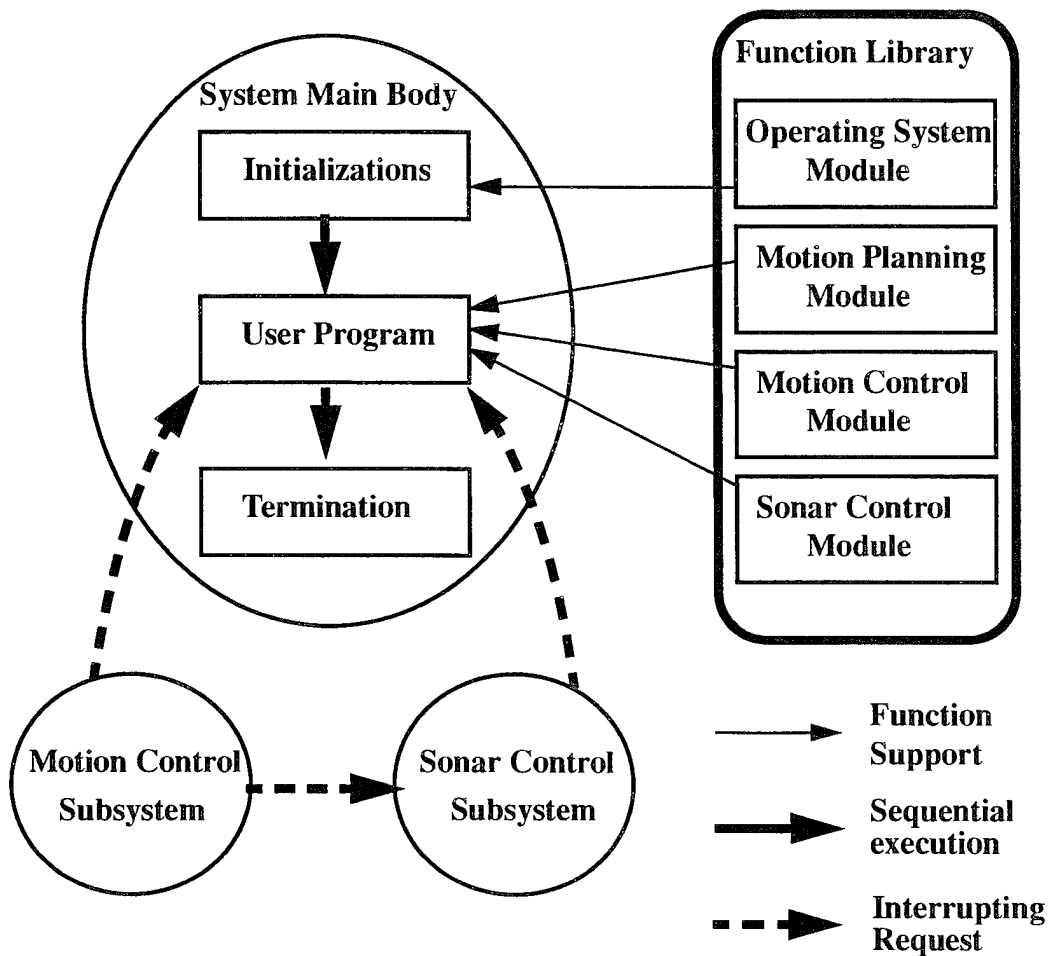 System Main Body
Initializations
User Program
Termination
Function Library
Operating System
Module
Motion Planning
Module
Motion Control
Module
Sonar Control
Module
Motion Control
Subsystem
Sonar Control
Subsystem
Function
Support
Sequential
execution
Interrupting
Request